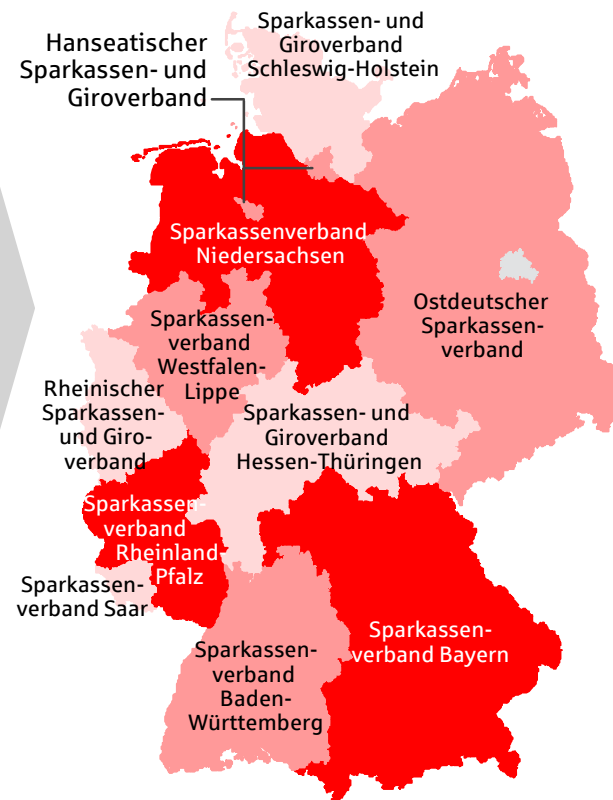 Sparkassen- und
Giroverband
Schleswig-Holstein
Hanseatischer
Sparkassen- und
Giroverband
Sparkassenverband
Niedersachsen
Ostdeutscher
Sparkassen-
verband
Sparkassen-
verband
Westfalen-
Lippe
Rheinischer
Sparkassen-
und Giro-
verband
Sparkassen- und
Giroverband
Hessen-Thüringen
Sparkassen-
verband
Rheinland-
Pfalz
Sparkassen-
verband Saar
Sparkassen-
verband
Baden-
Württemberg
Sparkassen-
verband Bayern